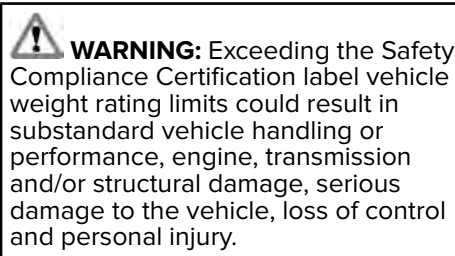 WARNING: Exceeding the Safety
Compliance Certification label vehicle
weight rating limits could result in
substandard vehicle handling or
performance, engine, transmission
and/or structural damage, serious
damage to the vehicle, loss of control
and personal injury.